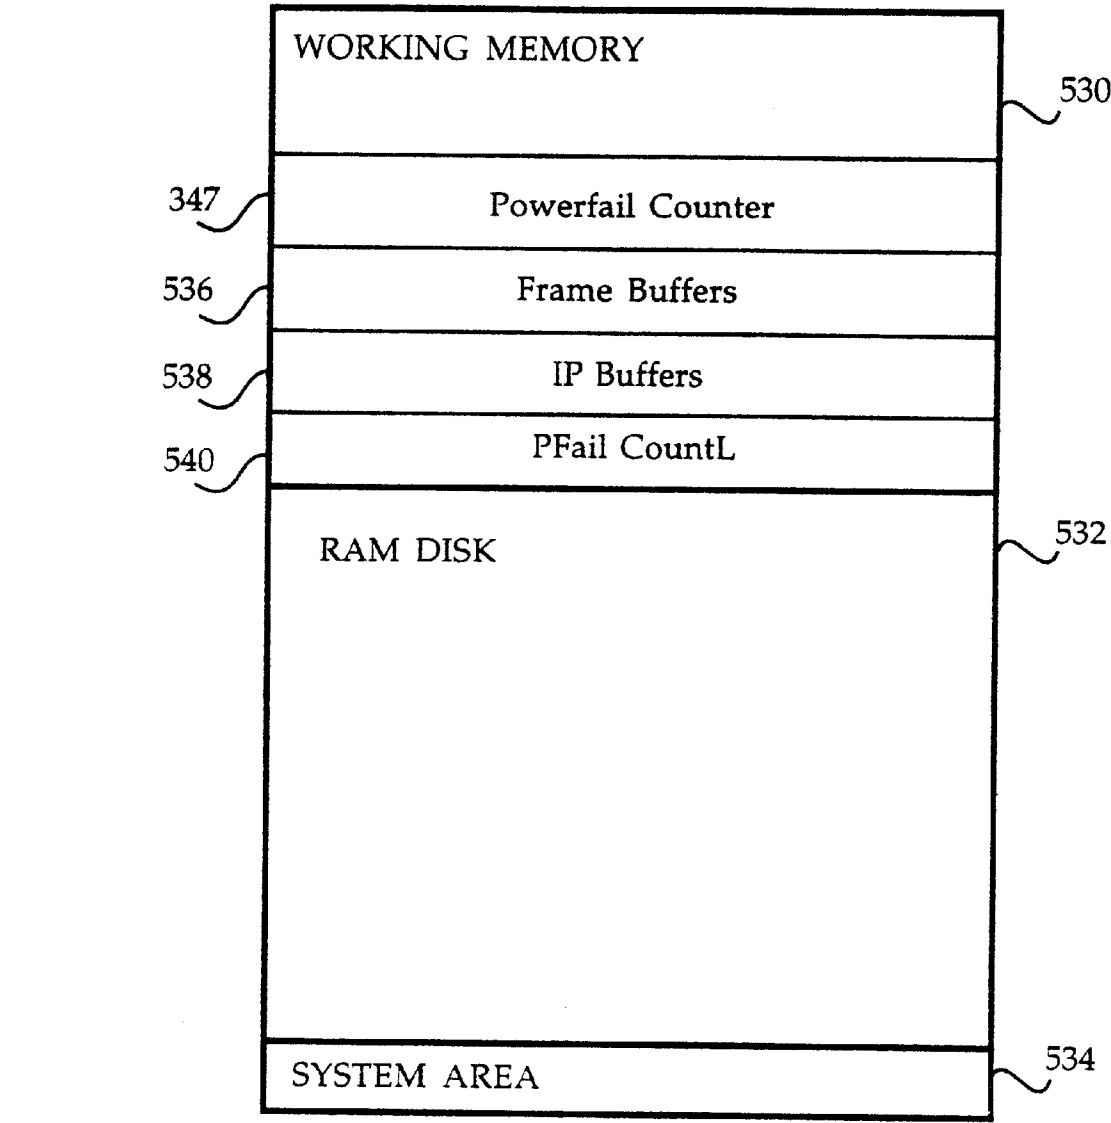 WORKING MEMORY
530
347
Powerfail Counter
536
Frame Buffers
538
IP Buffers
540
PFail CountL
RAM DISK
532
SYSTEM AREA
534